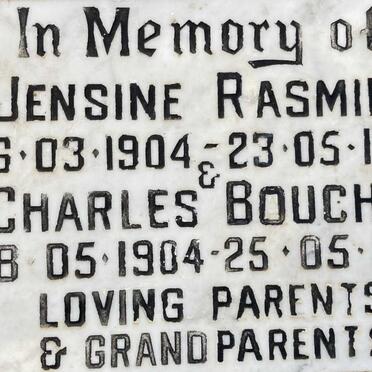 In Memory of
JENSINE RASMI
6·03·1904-23·05·1
&
CHARLES BOUCH
8 05·1904-25·05·
LOVING PARENTS
& GRANDPARENTS